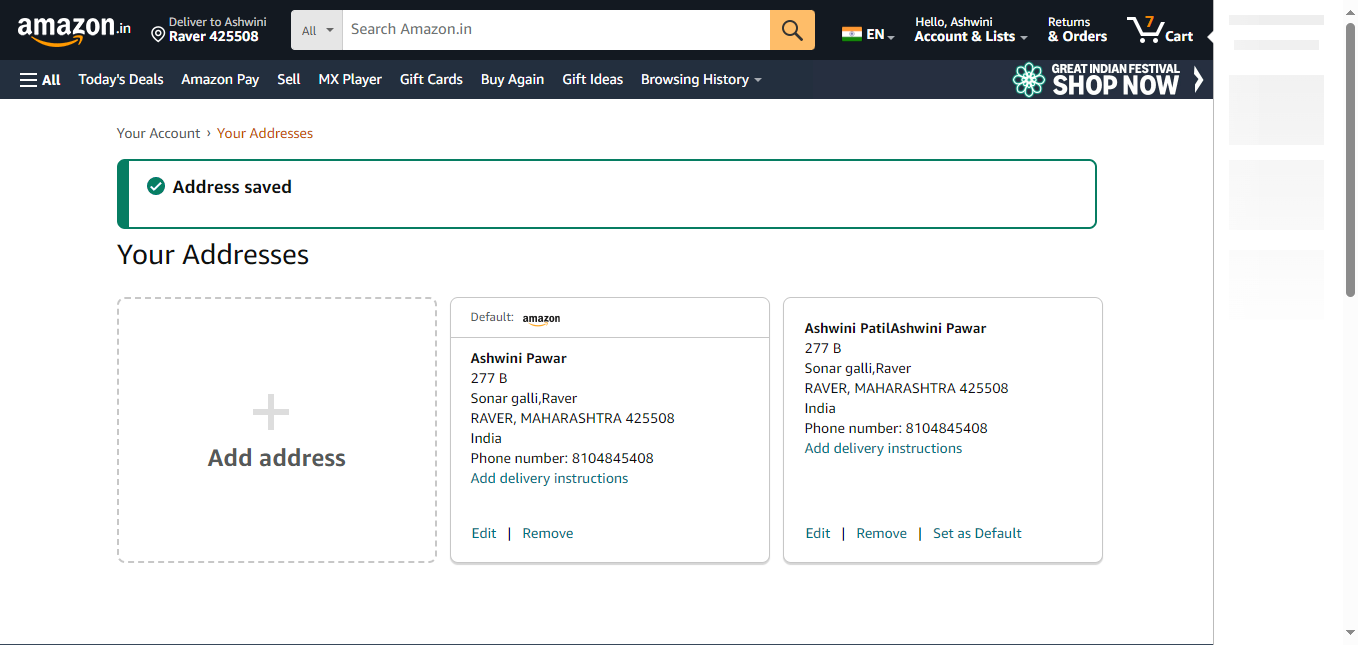 amazon.in
Deliver to Ashwini
Raver 425508
All
Search Amazon.in
EN
Hello, Ashwini
Account & Lists
Returns
& Orders
7
Cart
All
Today's Deals
Amazon Pay
Sell
MX Player
Gift Cards
Buy Again
Gift Ideas
Browsing History
GREAT INDIAN FESTIVAL
SHOP NOW
Your Account › Your Addresses
Address saved
Your Addresses
Add address
Default: amazon
Ashwini Pawar
277 B
Sonar galli,Raver
RAVER, MAHARASHTRA 425508
India
Phone number: 8104845408
Add delivery instructions
Edit | Remove
Ashwini PatilAshwini Pawar
277 B
Sonar galli,Raver
RAVER, MAHARASHTRA 425508
India
Phone number: 8104845408
Add delivery instructions
Edit | Remove | Set as Default